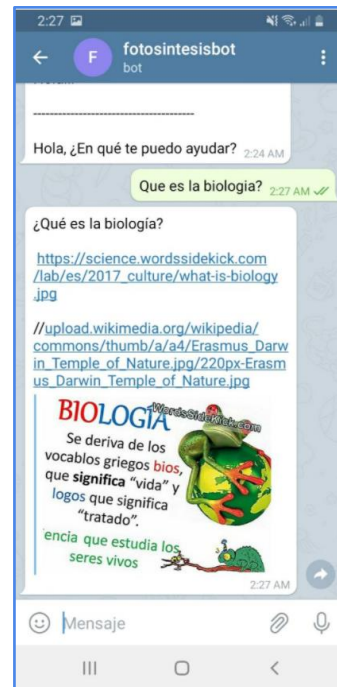 2:27
F
fotosintesisbot
bot
----------------------------------------
Hola, ¿En qué te puedo ayudar? 2:24 AM
Que es la biologia? 2:27 AM
¿Qué es la biología?
https://science.wordssidekick.com
/lab/es/2017_culture/what-is-biology
.jpg
//upload.wikimedia.org/wikipedia/
commons/thumb/a/a4/Erasmus_Darw
in_Temple_of_Nature.jpg/220px-Erasm
us_Darwin_Temple_of_Nature.jpg
BIOLOGÍA
WordsSideKick.com
Se deriva de los
vocablos griegos bios,
que significa "vida" y
logos que significa
"tratado".
encia que estudia los
seres vivos
2:27 AM
Mensaje